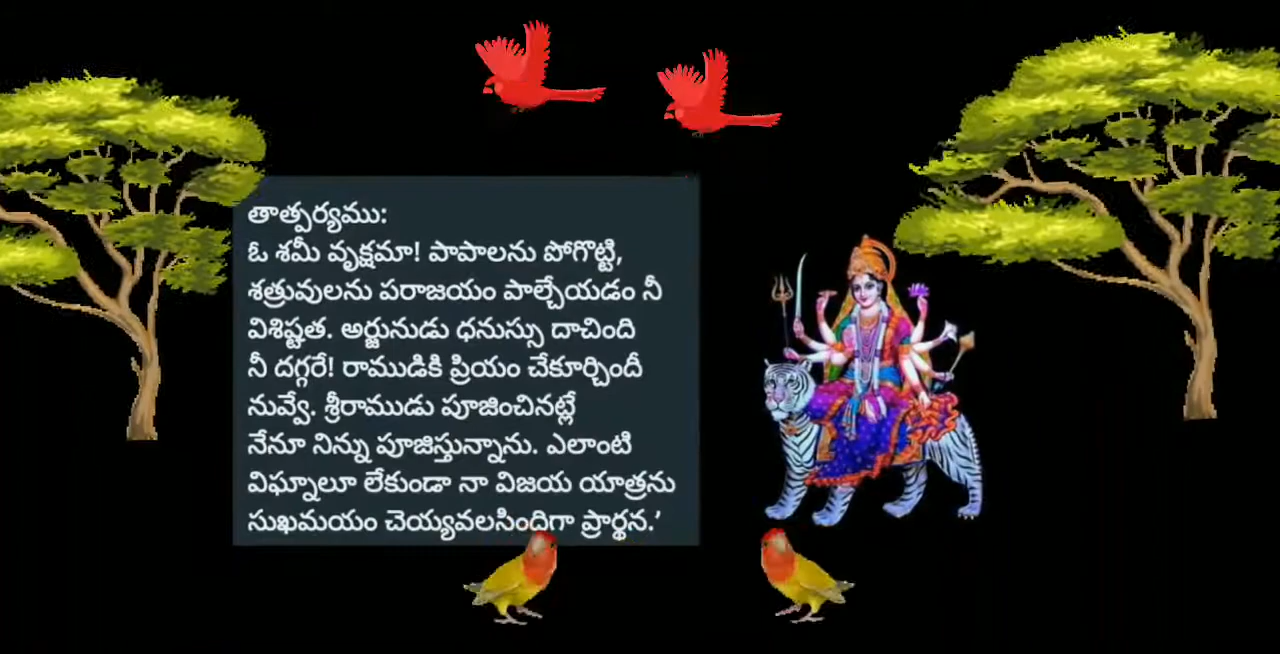 తాత్పర్యము:
ఓ శమీ వృక్షమా! పాపాలను పోగొట్టి,
శత్రువులను పరాజయం పాల్చేయడం నీ
విశిష్టత. అర్జునుడు ధనుస్సు దాచింది
నీ దగ్గరే! రాముడికి ప్రియం చేకూర్చిందీ
నువ్వే. శ్రీరాముడు పూజించినట్లే
నేనూ నిన్ను పూజిస్తున్నాను. ఎలాంటి
విఘ్నాలూ లేకుండా నా విజయ యాత్రను
సుఖమయం చెయ్యవలసిందిగా ప్రార్థన.’